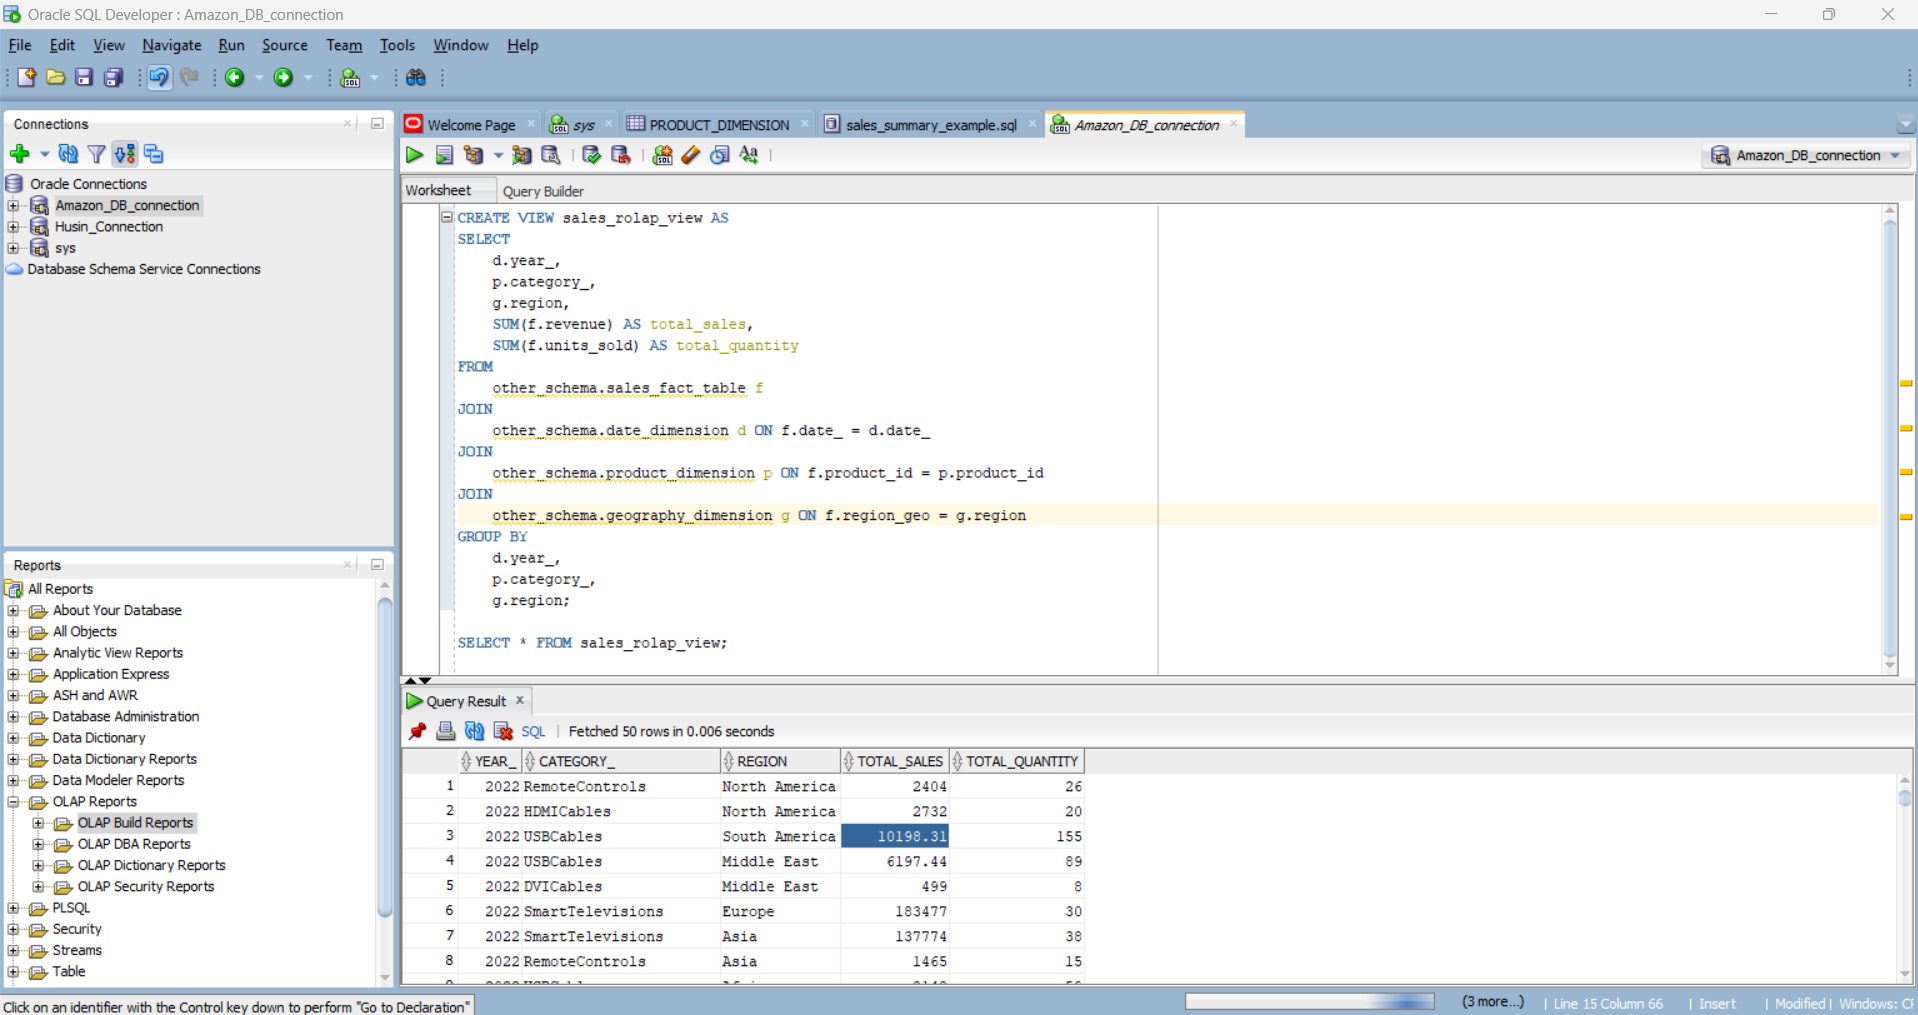 Oracle SQL Developer : Amazon_DB_connection
File Edit View Navigate Run Source Team Tools Window Help
Connections
Oracle Connections
Amazon_DB_connection
Husin_Connection
sys
Database Schema Service Connections
Reports
All Reports
About Your Database
All Objects
Analytic View Reports
Application Express
ASH and AWR
Database Administration
Data Dictionary
Data Dictionary Reports
Data Modeler Reports
OLAP Reports
OLAP Build Reports
OLAP DBA Reports
OLAP Dictionary Reports
OLAP Security Reports
PLSQL
Security
Streams
Table
Welcome Page sys PRODUCT_DIMENSION sales_summary_example.sql Amazon_DB_connection
Amazon_DB_connection
Worksheet Query Builder
CREATE VIEW sales_rolap_view AS
SELECT
d.year_,
p.category_,
g.region,
SUM(f.revenue) AS total_sales,
SUM(f.units_sold) AS total_quantity
FROM
other_schema.sales_fact_table f
JOIN
other_schema.date_dimension d ON f.date_ = d.date_
JOIN
other_schema.product_dimension p ON f.product_id = p.product_id
JOIN
other_schema.geography_dimension g ON f.region_geo = g.region
GROUP BY
d.year_,
p.category_,
g.region;
SELECT * FROM sales_rolap_view;
Query Result
SQL | Fetched 50 rows in 0.006 seconds
YEAR_ CATEGORY_ REGION TOTAL_SALES TOTAL_QUANTITY
1 2022 RemoteControls North America 2404 26
2 2022 HDMICables North America 2732 20
3 2022 USBCables South America 10198.31 155
4 2022 USBCables Middle East 6197.44 89
5 2022 DVICables Middle East 499 8
6 2022 SmartTelevisions Europe 183477 30
7 2022 SmartTelevisions Asia 137774 38
8 2022 RemoteControls Asia 1465 15
Click on an identifier with the Control key down to perform "Go to Declaration"
(3 more...) | Line 15 Column 66 | Insert | Modified | Windows: